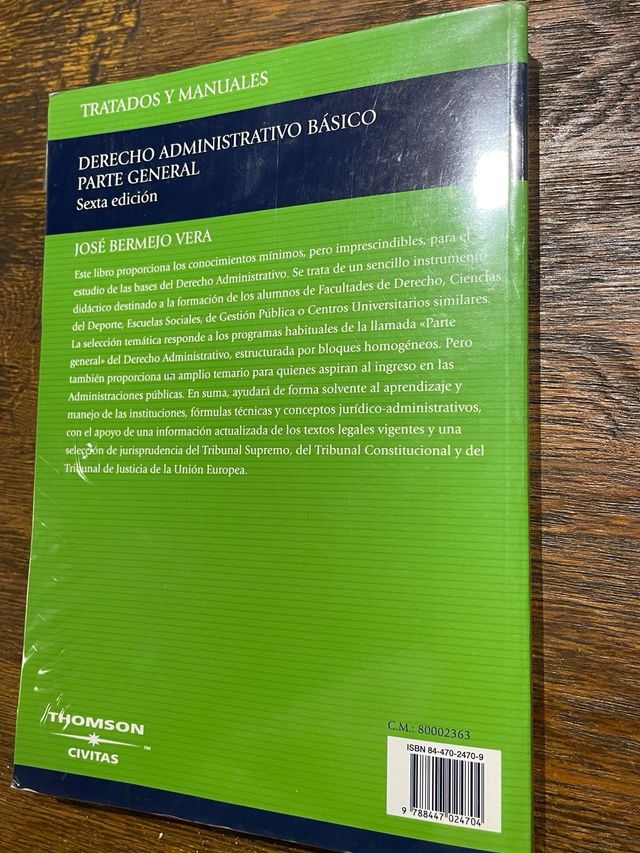 TRATADOS Y MANUALES
DERECHO ADMINISTRATIVO BÁSICO
PARTE GENERAL
Sexta edición
JOSÉ BERMEJO VERA
Este libro proporciona los conocimientos mínimos, pero imprescindibles, para el
estudio de las bases del Derecho Administrativo. Se trata de un sencillo instrumento
didáctico destinado a la formación de los alumnos de Facultades de Derecho, Ciencias
del Deporte, Escuelas Sociales, de Gestión Pública o Centros Universitarios similares.
La selección temática responde a los programas habituales de la llamada «Parte
general» del Derecho Administrativo, estructurada por bloques homogéneos. Pero
también proporciona un amplio temario para quienes aspiran al ingreso en las
Administraciones públicas. En suma, ayudará de forma solvente al aprendizaje y
manejo de las instituciones, fórmulas técnicas y conceptos jurídico-administrativos,
con el apoyo de una información actualizada de los textos legales vigentes y una
selección de jurisprudencia del Tribunal Supremo, del Tribunal Constitucional y del
Tribunal de Justicia de la Unión Europea.
THOMSON
™
CIVITAS
C.M.: 80002363
ISBN 84-470-2470-9
9 788447 024704